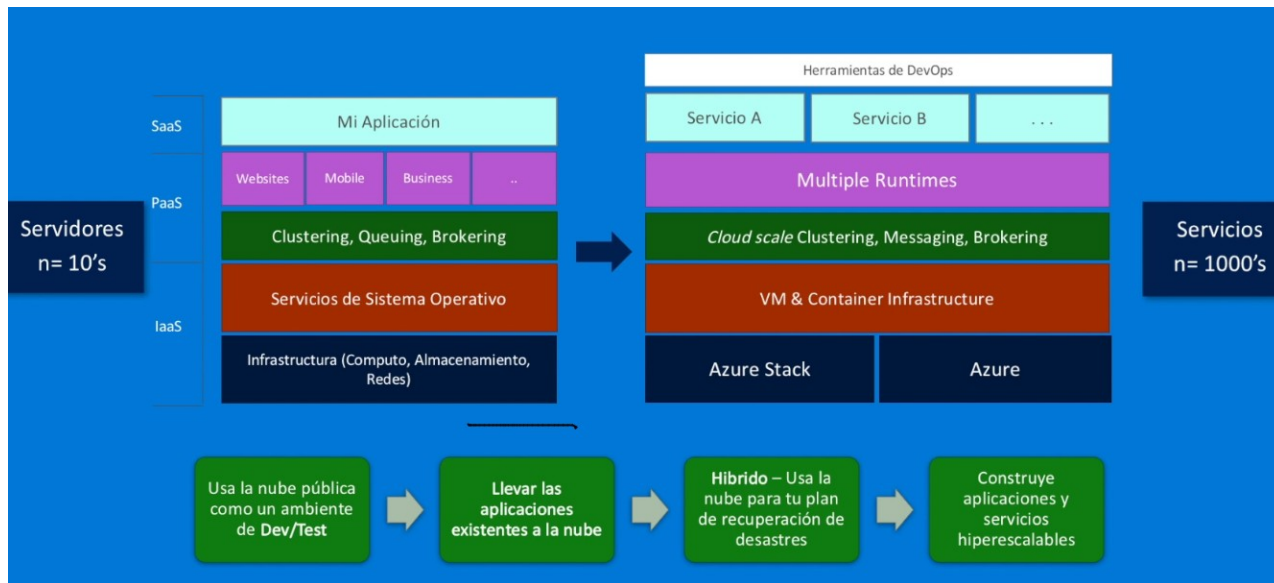 Herramientas de DevOps
SaaS
Mi Aplicación
Servicio A
Servicio B
. . .
PaaS
Websites
Mobile
Business
..
Multiple Runtimes
Servidores
n= 10's
Clustering, Queuing, Brokering
Cloud scale Clustering, Messaging, Brokering
Servicios
n= 1000's
IaaS
Servicios de Sistema Operativo
VM & Container Infrastructure
Infrastructura (Computo, Almacenamiento,
Redes)
Azure Stack
Azure
Usa la nube pública
como un ambiente
de Dev/Test
Llevar las
aplicaciones
existentes a la nube
Hibrido – Usa la
nube para tu plan
de recuperación de
desastres
Construye
aplicaciones y
servicios
hiperescalables